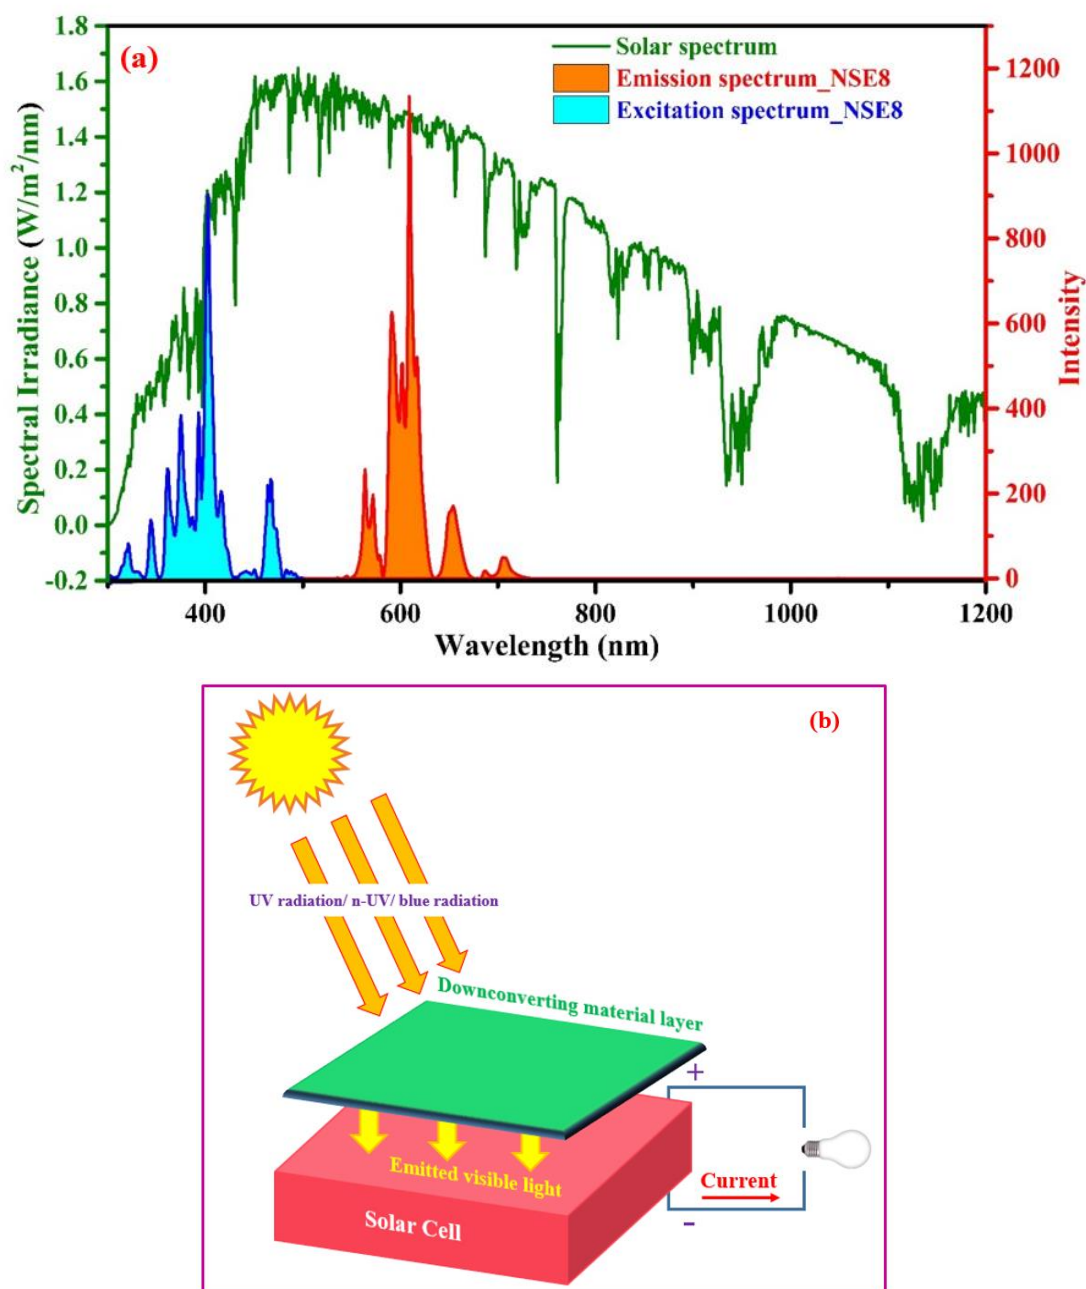 (a)
Solar spectrum
Emission spectrum_NSE8
Excitation spectrum_NSE8
1.8
1.6
1.4
1.2
1.0
0.8
0.6
0.4
0.2
0.0
-0.2
Spectral Irradiance (W/m²/nm)
1200
1000
800
600
400
200
0
Intensity
400
600
800
1000
1200
Wavelength (nm)
(b)
UV radiation/ n-UV/ blue radiation
Downconverting material layer
+
Emitted visible light
Current
Solar Cell
-